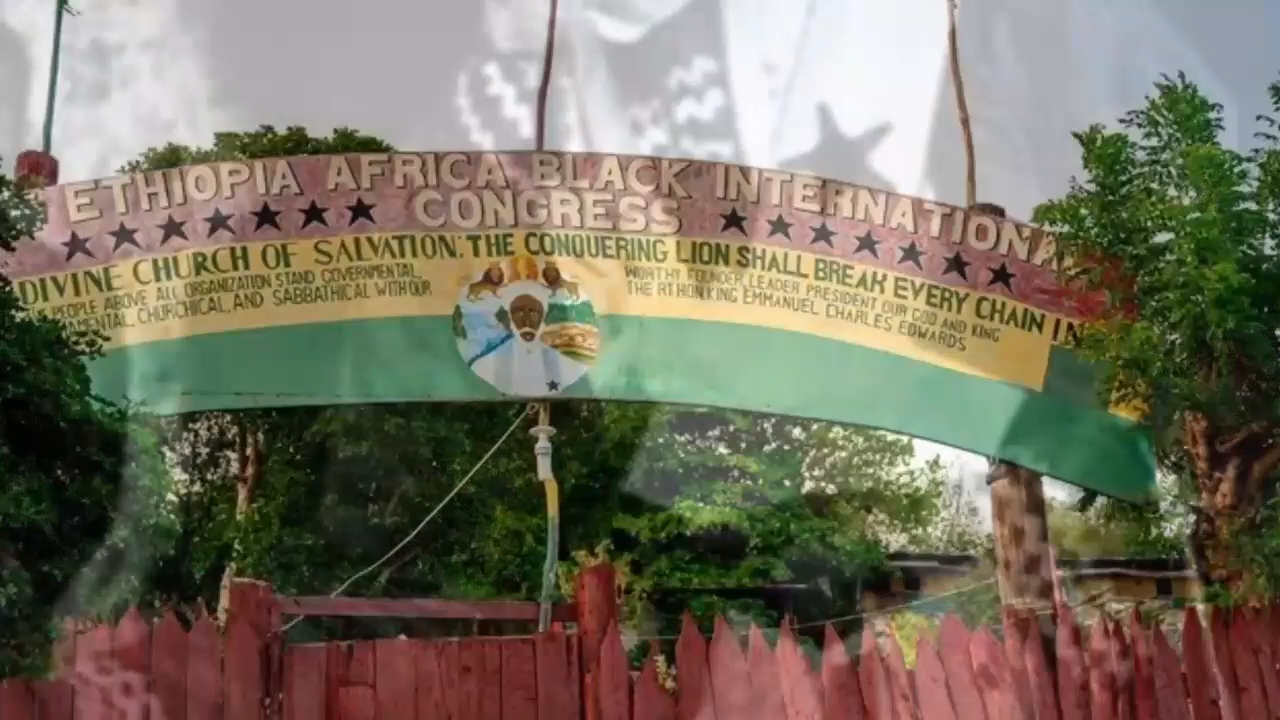 ETHIOPIA AFRICA BLACK INTERNATIONA
CONGRESS
DIVINE CHURCH OF SALVATION: THE CONQUERING LION SHALL BREAK EVERY CHAIN IN
PEOPLE ABOVE ALL ORGANIZATION STAND GOVERNMENTAL,
AMENTAL, CHURCHICAL, AND SABBATHICAL WITH OUR
WORTHY FOUNDER, LEADER PRESIDENT OUR GOD AND KING
THE RT HON KING EMMANUEL CHARLES EDWARDS